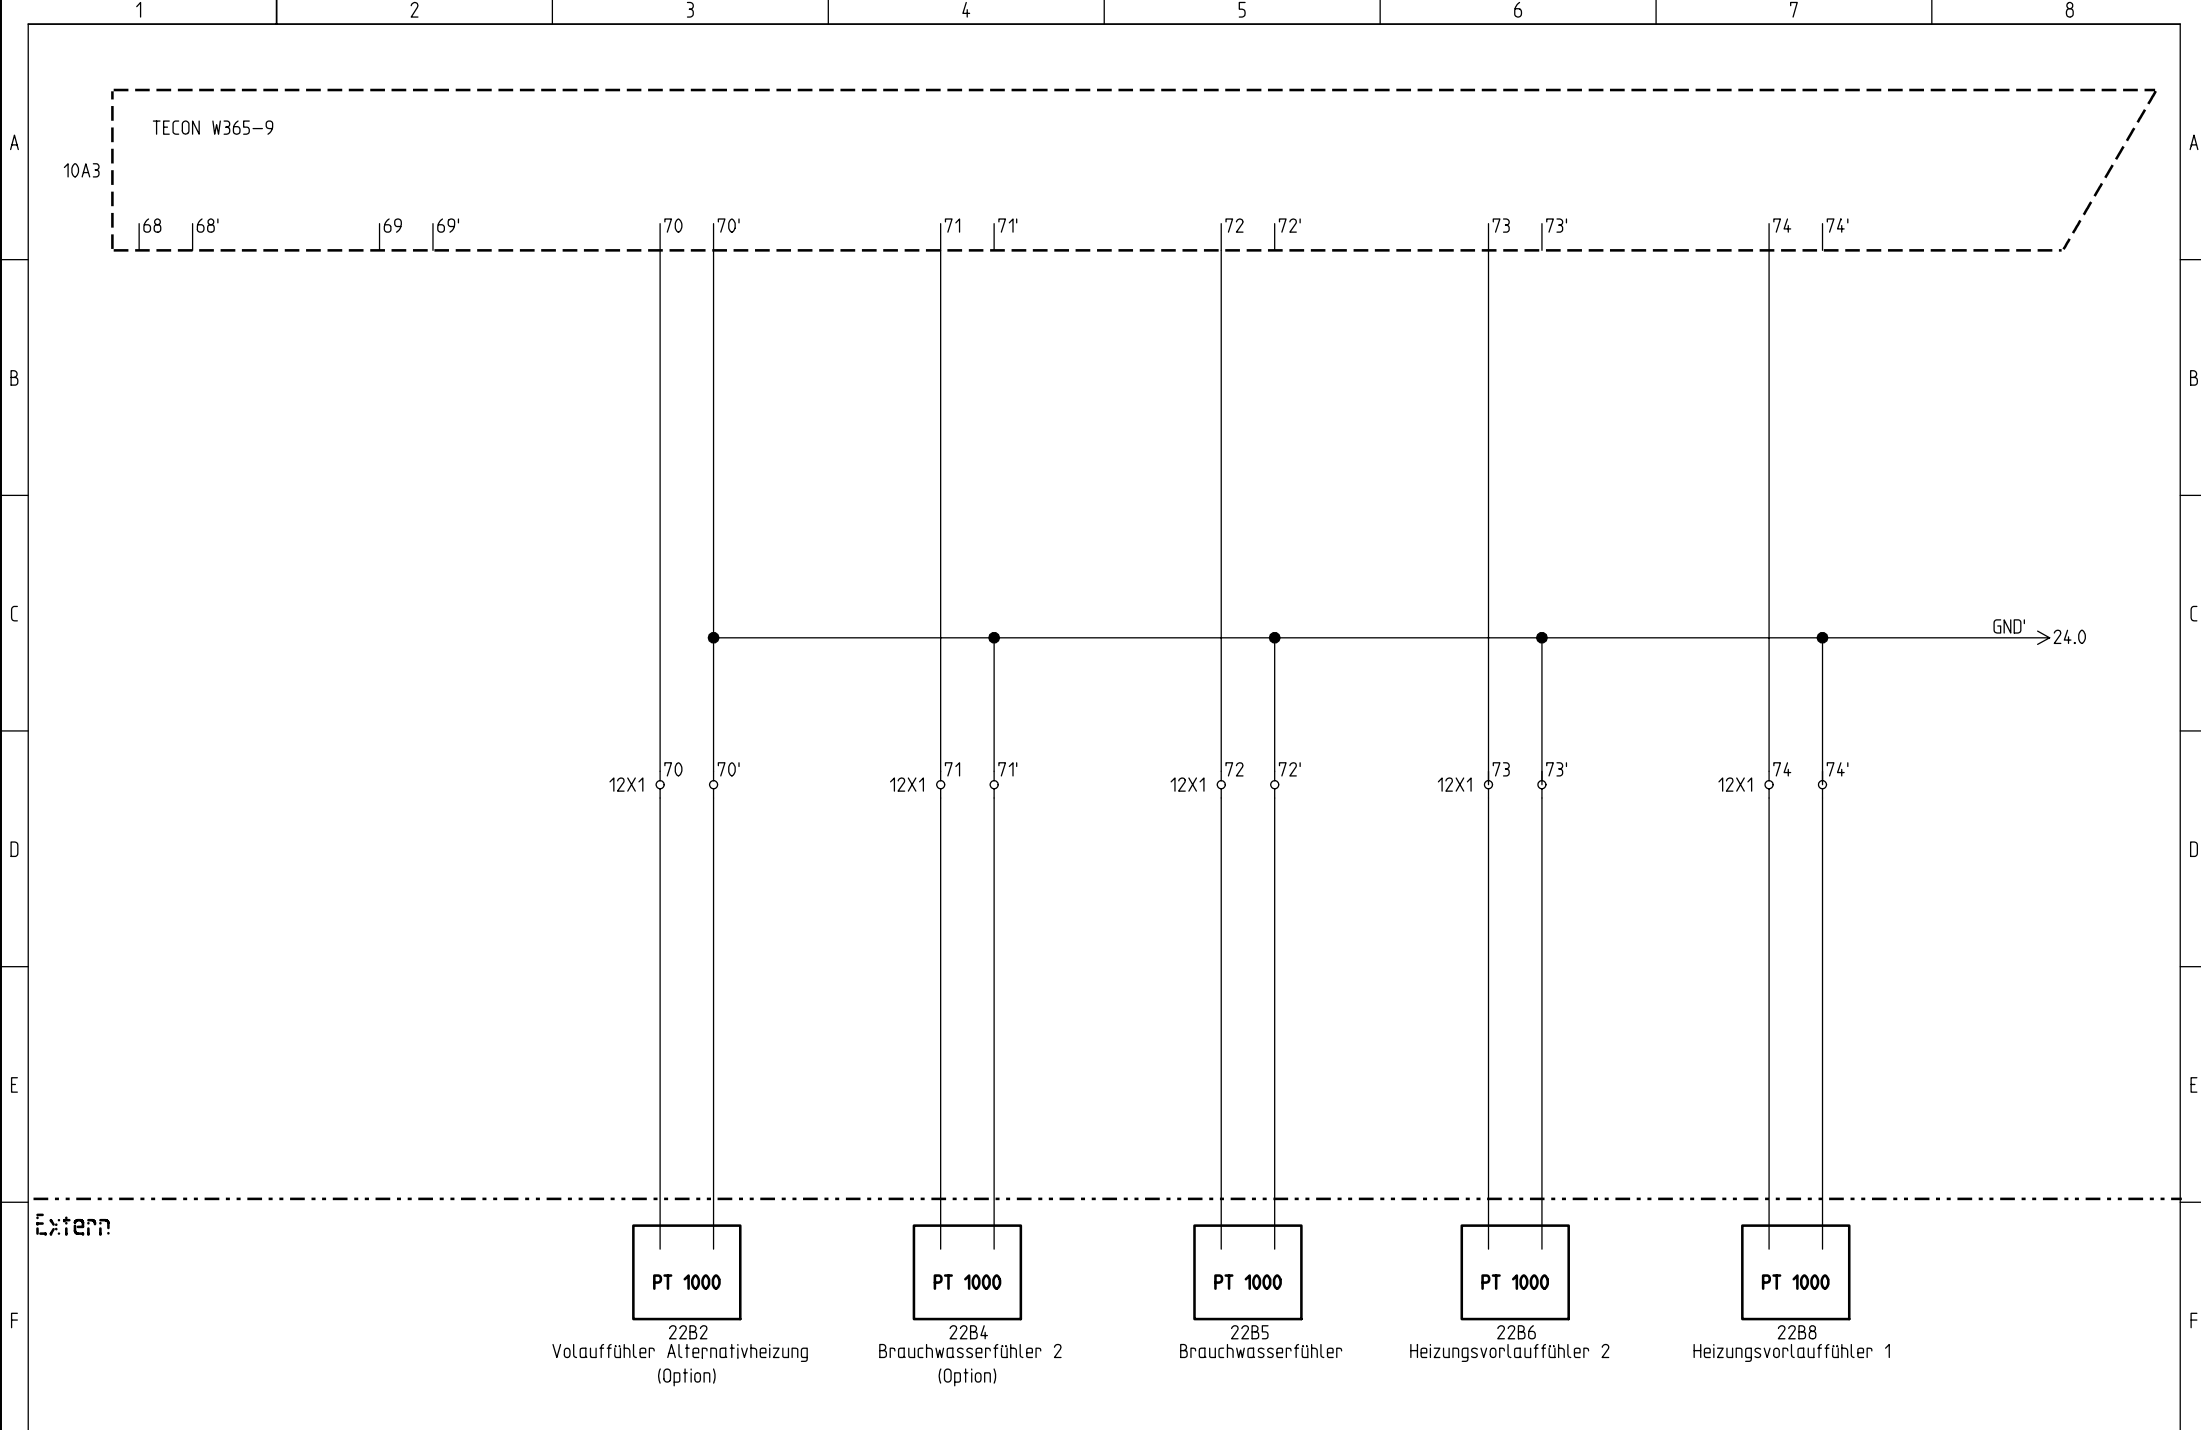 1 2 3 4 5 6 7 8
A TECON W365-9 A
10A3
68 68' 69 69' 70 70' 71 71' 72 72' 73 73' 74 74'
B B
C C
GND' 24.0
12X1 70 70' 12X1 71 71' 12X1 72 72' 12X1 73 73' 12X1 74 74'
D D
E E
Extern
PT 1000 PT 1000 PT 1000 PT 1000 PT 1000
F F
22B2 22B4 22B5 22B6 22B8
Volauffühler Alternativheizung Brauchwasserfühler 2 Brauchwasserfühler Heizungsvorlauffühler 2 Heizungsvorlauffühler 1
(Option) (Option)